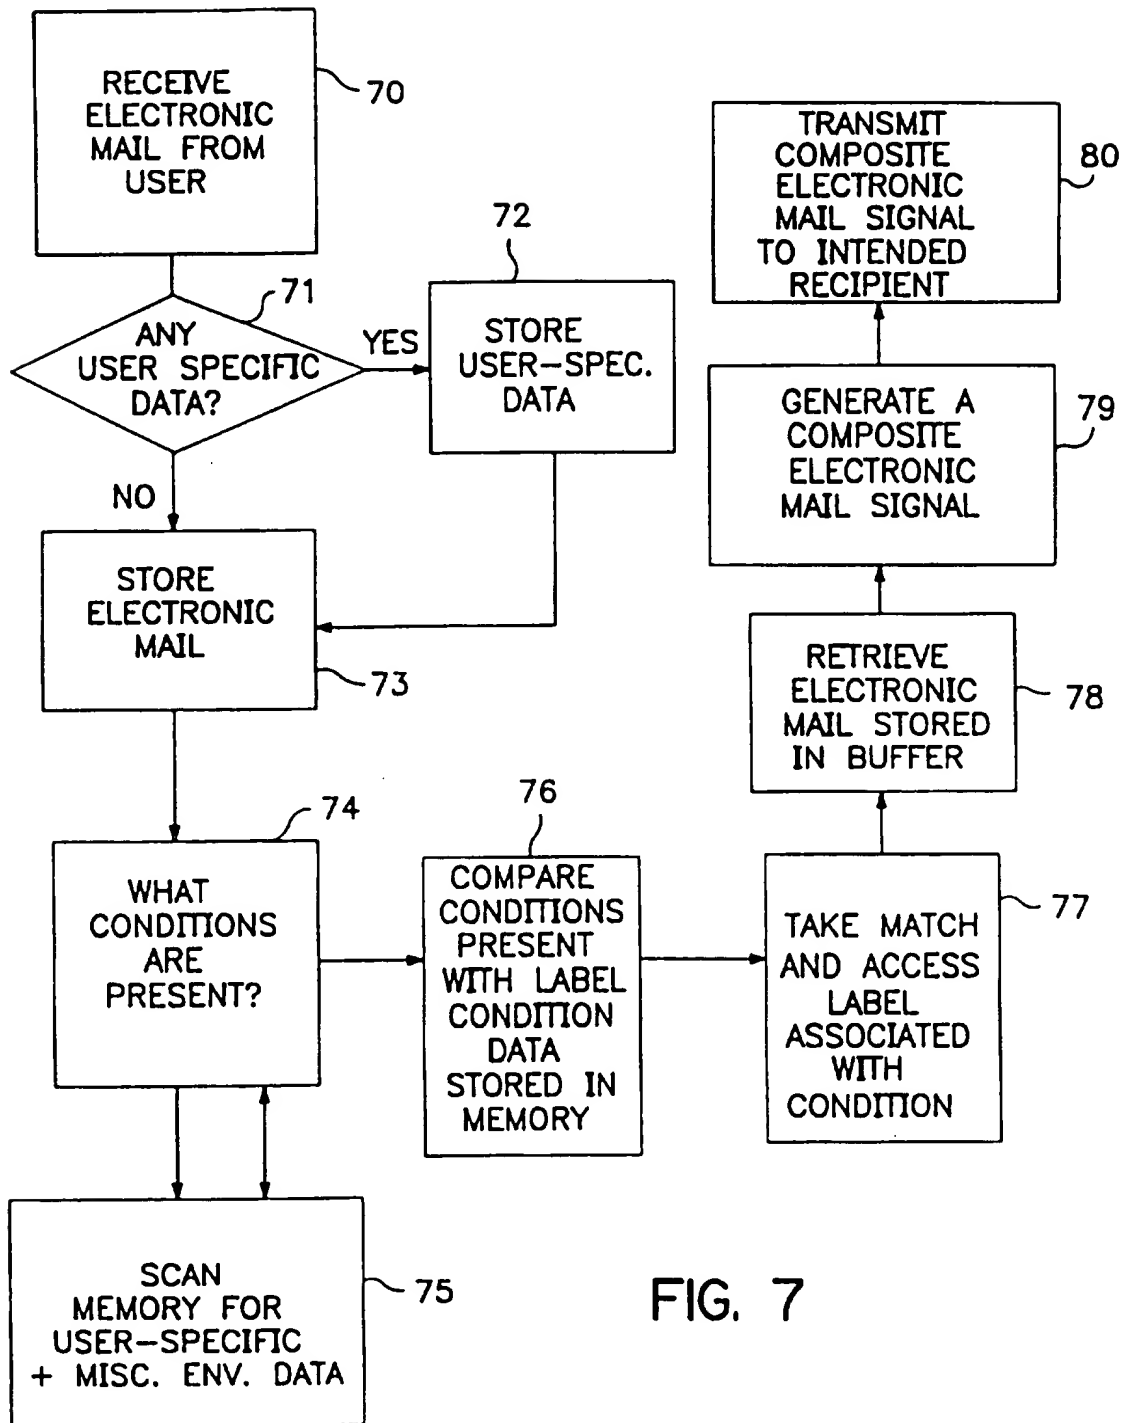 RECEIVE
ELECTRONIC
MAIL FROM
USER
70
71
ANY
USER SPECIFIC
DATA?
YES
NO
72
STORE
USER-SPEC.
DATA
STORE
ELECTRONIC
MAIL
73
74
WHAT
CONDITIONS
ARE
PRESENT?
SCAN
MEMORY FOR
USER-SPECIFIC
+ MISC. ENV. DATA
75
76
COMPARE
CONDITIONS
PRESENT
WITH LABEL
CONDITION
DATA
STORED IN
MEMORY
TAKE MATCH
AND ACCESS
LABEL
ASSOCIATED
WITH
CONDITION
77
RETRIEVE
ELECTRONIC
MAIL STORED
IN BUFFER
78
GENERATE A
COMPOSITE
ELECTRONIC
MAIL SIGNAL
79
TRANSMIT
COMPOSITE
ELECTRONIC
MAIL SIGNAL
TO INTENDED
RECIPIENT
80
FIG. 7